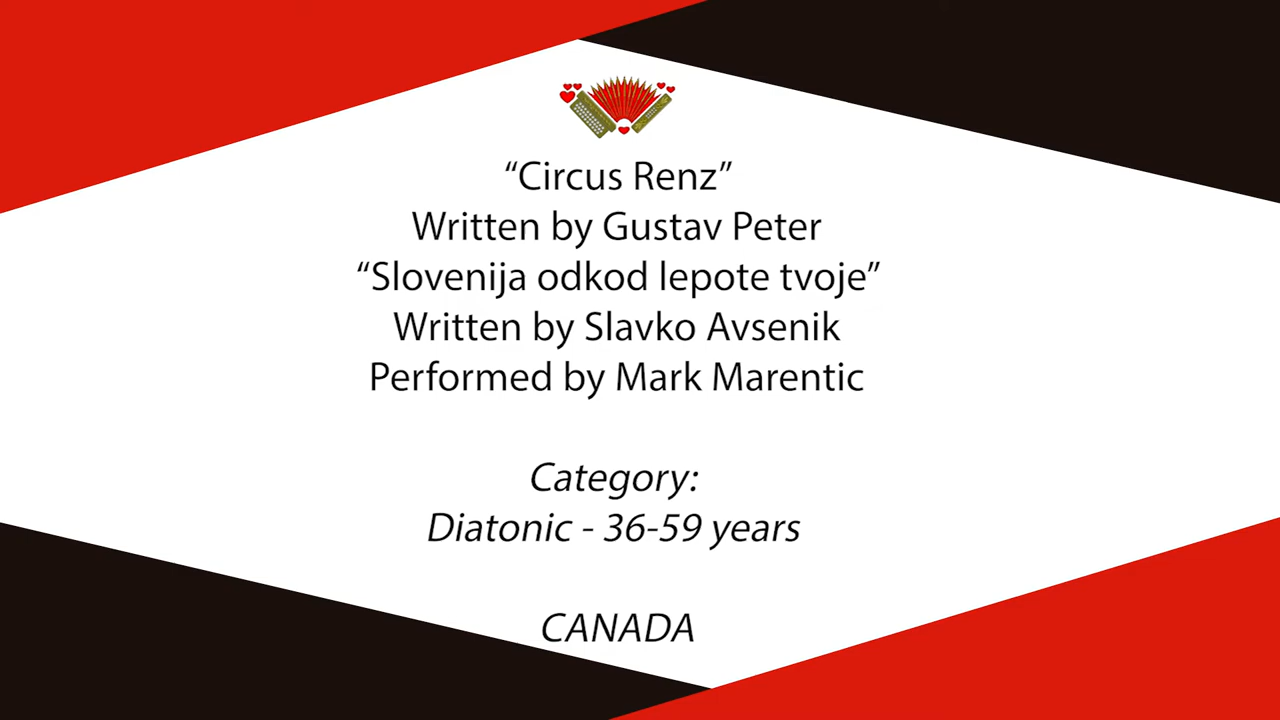 “Circus Renz”
Written by Gustav Peter
“Slovenija odkod lepote tvoje”
Written by Slavko Avsenik
Performed by Mark Marentic
Category:
Diatonic - 36-59 years
CANADA